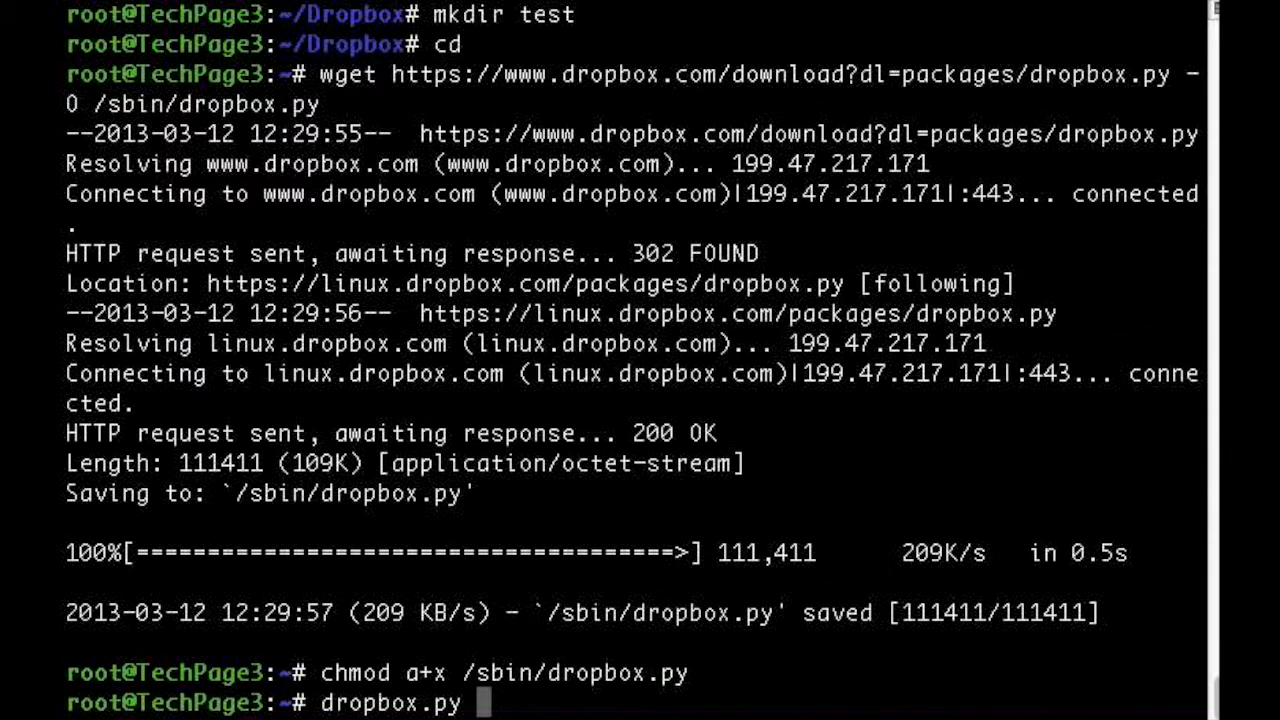 root@TechPage3:~/Dropbox# mkdir test
root@TechPage3:~/Dropbox# cd
root@TechPage3:~# wget https://www.dropbox.com/download?dl=packages/dropbox.py -
O /sbin/dropbox.py
--2013-03-12 12:29:55--  https://www.dropbox.com/download?dl=packages/dropbox.py
Resolving www.dropbox.com (www.dropbox.com)... 199.47.217.171
Connecting to www.dropbox.com (www.dropbox.com)|199.47.217.171|:443... connected
.
HTTP request sent, awaiting response... 302 FOUND
Location: https://linux.dropbox.com/packages/dropbox.py [following]
--2013-03-12 12:29:56--  https://linux.dropbox.com/packages/dropbox.py
Resolving linux.dropbox.com (linux.dropbox.com)... 199.47.217.171
Connecting to linux.dropbox.com (linux.dropbox.com)|199.47.217.171|:443... conne
cted.
HTTP request sent, awaiting response... 200 OK
Length: 111411 (109K) [application/octet-stream]
Saving to: `/sbin/dropbox.py'
100%[======================================>] 111,411      209K/s   in 0.5s
2013-03-12 12:29:57 (209 KB/s) - `/sbin/dropbox.py' saved [111411/111411]
root@TechPage3:~# chmod a+x /sbin/dropbox.py
root@TechPage3:~# dropbox.py